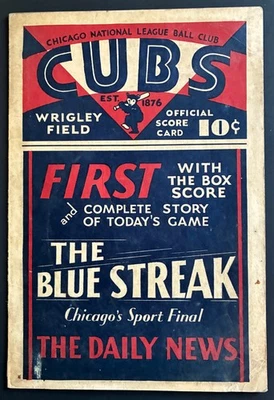 CHICAGO NATIONAL LEAGUE BALL CLUB
CUBS
EST. 1876
WRIGLEY FIELD
OFFICIAL SCORE CARD 10¢
FIRST WITH THE BOX SCORE
and COMPLETE STORY OF TODAY'S GAME
THE
BLUE STREAK
Chicago's Sport Final
THE DAILY NEWS